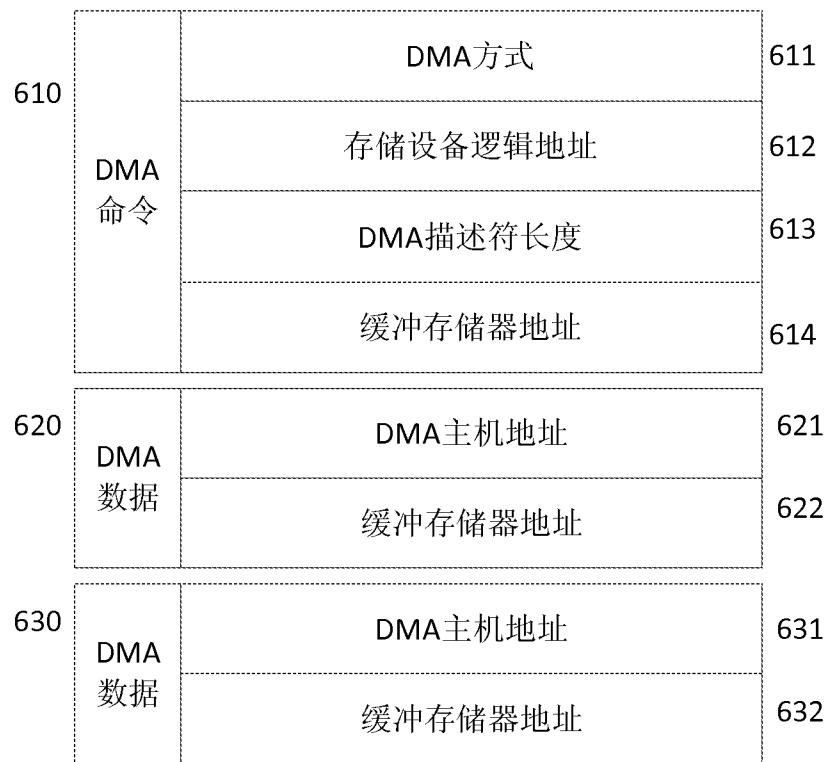 610
DMA
命令
DMA方式
611
存储设备逻辑地址
612
DMA描述符长度
613
缓冲存储器地址
614
620
DMA
数据
DMA主机地址
621
缓冲存储器地址
622
630
DMA
数据
DMA主机地址
631
缓冲存储器地址
632